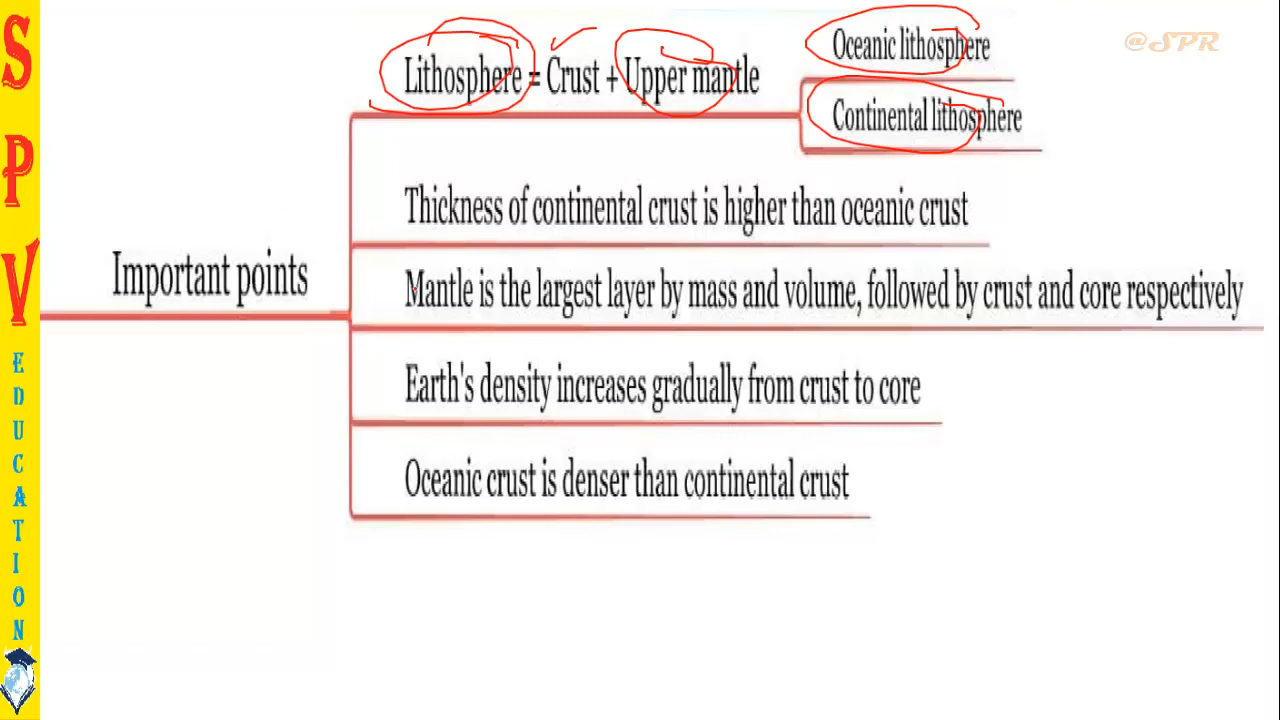 SPV
EDUCATION
@SPR
Important points
Lithosphere = Crust + Upper mantle
Oceanic lithosphere
Continental lithosphere
Thickness of continental crust is higher than oceanic crust
Mantle is the largest layer by mass and volume, followed by crust and core respectively
Earth's density increases gradually from crust to core
Oceanic crust is denser than continental crust